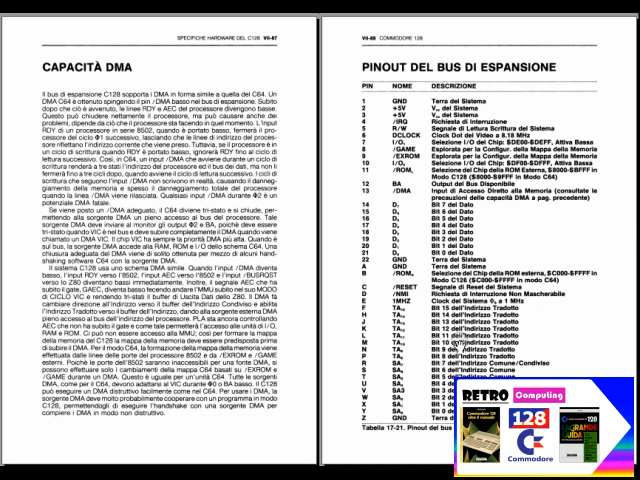 SPECIFICHE HARDWARE DEL C128 VII-87
CAPACITÀ DMA
Il bus di espansione C128 supporta i DMA in forma simile a quella del C64. Un
DMA C64 è ottenuto spingendo il pin /DMA basso nel bus di espansione. Subito
dopo che ciò è avvenuto, le linee RDY e AEC del processore divengono basse.
Questo può chiudere nettamente il processore, ma può causare anche dei
problemi, dipende da ciò che il processore sta facendo in quel momento. L'input
RDY di un processore in serie 8502, quando è portato basso, fermerà il pro-
cessore del ciclo Φ1 successivo, lasciando che le linee di indirizzo del proces-
sore riflettano l'indirizzo corrente che viene preso. Tuttavia, se il processore è in
un ciclo di scrittura quando RDY è portato basso, ignorerà RDY fino al ciclo di
lettura successivo. Così, in C64, un input /DMA che avviene durante un ciclo di
scrittura renderà a tre stati l'indirizzo del processore ed il bus dei dati, ma non li
fermerà fino a tre cicli dopo, quando avviene il ciclo di lettura successivo. I cicli di
scrittura che seguono l'input /DMA non scrivono in realtà, causando il danneg-
giamento della memoria e spesso il danneggiamento totale del processore
quando la linea /DMA viene rilasciata. Qualsiasi input /DMA durante Φ2 è un
potenziale DMA fatale.
Se viene posto un /DMA adeguato, il C64 diviene tri-stato e si chiude, per-
mettendo alla sorgente DMA un pieno accesso al bus del processore. Tale
sorgente DMA deve inviare al monitor gli output Φ2 e BA, poiché deve essere
tri-stato quando VIC è nel bus e deve subire completamente il DMA quando viene
chiamato un DMA VIC. Il chip VIC ha sempre la priorità DMA più alta. Quando è
sul bus, la sorgente DMA accede alla RAM, ROM e I/O dello schema C64. Una
chiusura adeguata del DMA viene di solito ottenuta per mezzo di alcuni hand-
shaking software C64 con la sorgente DMA.
Il sistema C128 usa uno schema DMA simile. Quando l'input /DMA diventa
basso, l'input RDY verso l'8502, l'input AEC verso l'8502 e l'input /BUSRQST
verso lo Z80 diventano bassi immediatamente. Inoltre, il segnale AEC che ha
subìto il gate, GAEC, diventa basso facendo andare l'MMU subìto nel suo MODO
di CICLO VIC e rendendo tri-stati il buffer di Uscita Dati dallo Z80. Il DMA fa
cambiare direzione all'Indirizzo verso il buffer dell'Indirizzo Condiviso e abilita
l'Indirizzo Tradotto verso il buffer dell'Indirizzo, dando alla sorgente esterna DMA
pieno accesso al bus dell'indirizzo del processore. PLA sta ancora controllando
AEC che non ha subito il gate e come tale permetterà l'accesso alle unità di I/O,
RAM e ROM. Ci può non essere accesso alla MMU; così per formare la mappa
della memoria del C128 la mappa della memoria deve essere predisposta prima
di subire il DMA. Per il modo C64, la formazione della mappa della memoria viene
effettuata dalle linee delle porte del processore 8502 e da /EXROM e /GAME
esterni. Poiché le porte dell'8502 saranno inaccessibili per una fonte DMA, si
possono effettuare solo i cambiamenti della mappa C64 basati su /EXROM e
/GAME durante un DMA. Questo è uguale per un'unità C64. Tutte le sorgenti
DMA, come per il C64, devono adattarsi al VIC durante Φ0 o BA basso. Il C128
può eseguire un DMA distruttivo facilmente come nel C64. Per usare i DMA, la
sorgente DMA deve molto probabilmente cooperare con un programma in modo
C128, permettendogli di eseguire l'handshake con una sorgente DMA per
compiere i DMA in modo non distruttivo.
VII-88 COMMODORE 128
PINOUT DEL BUS DI ESPANSIONE
PIN NOME DESCRIZIONE
1 GND Terra del Sistema
2 +5V Vcc del Sistema
3 +5V Vcc del Sistema
4 /IRQ Richiesta di Interruzione
5 R/W Segnale di Lettura Scrittura del Sistema
6 DCLOCK Clock Dot del Video a 8.18 MHz
7 I/O1 Selezione I/O del Chip: $DE00-$DEFF, Attiva Bassa
8 /GAME Esplorata per la Config. della Mappa della Memoria
9 /EXROM Esplorata per la Configur. della Mappa della Memoria
10 I/O2 Selezione I/O del Chip: $DF00-$DFFF, Attiva Bassa
11 /ROML Selezione del Chip della ROM Esterna, $8000-$BFFF in
Modo C128 ($8000-$9FFF in Modo C64)
12 BA Output del Bus Disponibile
13 /DMA Input di Accesso Diretto alla Memoria (consultate le
precauzioni delle capacità DMA a pag. precedente)
14 D7 Bit 7 del Dato
15 D6 Bit 6 del Dato
16 D5 Bit 5 del Dato
17 D4 Bit 4 del Dato
18 D3 Bit 3 del Dato
19 D2 Bit 2 del Dato
20 D1 Bit 1 del Dato
21 D0 Bit 0 del Dato
22 GND Terra del Sistema
A GND Terra del Sistema
B /ROMH Selezione del Chip della ROM esterna, $C000-$FFFF in
Modo C128 ($C000-$FFFF in Modo C64)
C /RESET Segnale di Reset del Sistema
D /NMI Richiesta di Interruzione Non Mascherabile
E 1MHZ Clock del Sistema Φ0 a 1 MHz
F TA15 Bit 15 dell'Indirizzo Tradotto
H TA14 Bit 14 dell'Indirizzo Tradotto
J TA13 Bit 13 dell'Indirizzo Tradotto
K TA12 Bit 12 dell'Indirizzo Tradotto
L TA11 Bit 11 dell'Indirizzo Tradotto
M TA10 Bit 10 dell'Indirizzo Tradotto
N TA9 Bit 9 dell'Indirizzo Tradotto
P TA8 Bit 8 dell'Indirizzo Tradotto
R SA7 Bit 7 dell'Indirizzo Comune/Condiviso
S SA6 Bit 6 dell'Indirizzo Comune
T SA5 Bit 5
U SA4 Bit 4
V SA3 Bit 3
W SA2 Bit 2
X SA1 Bit 1
Y SA0 Bit 0
Z GND Terra de
Tabella 17-21. Pinout del bus
RETRO Computing
128
Commodore
Commodore 128
LA GRANDE
GUIDA